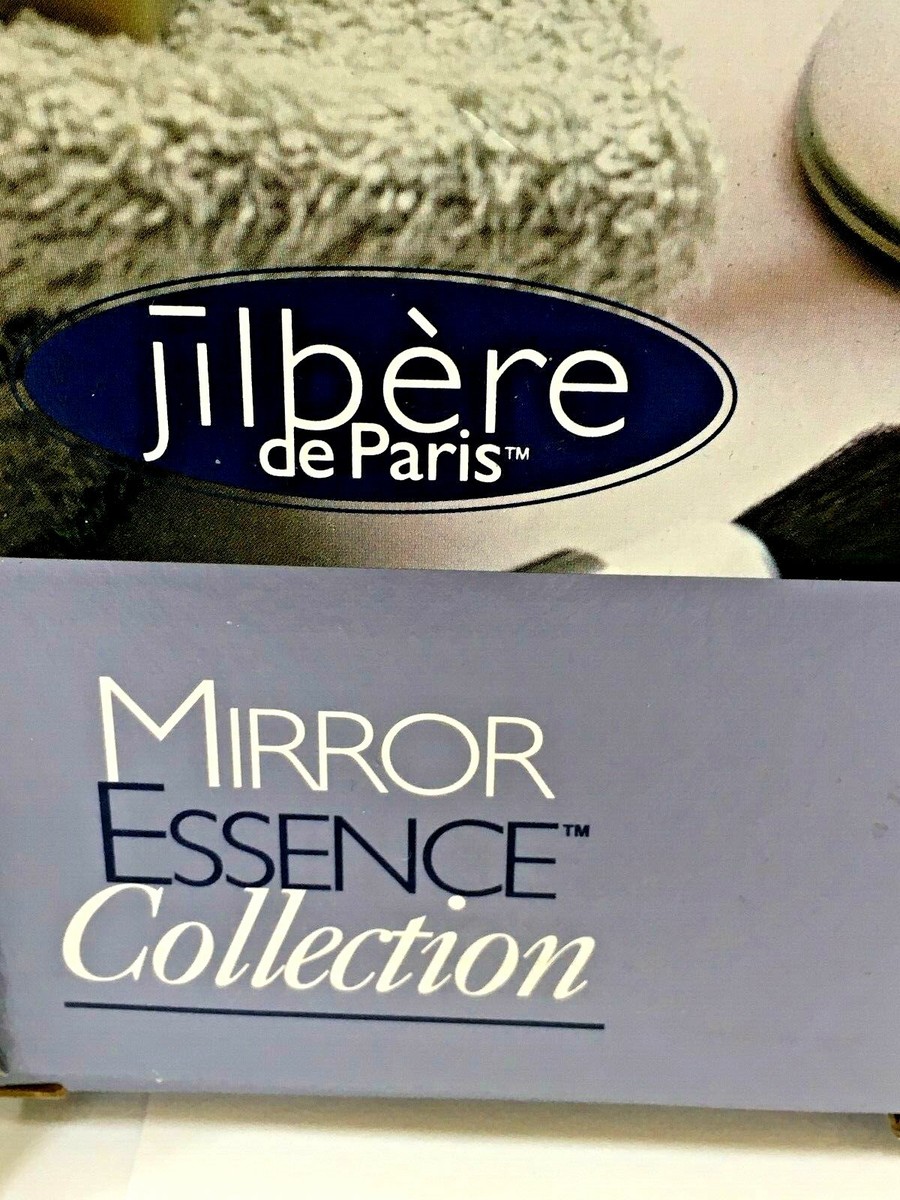 jilbère
de Paris™
MIRROR
ESSENCE™
Collection